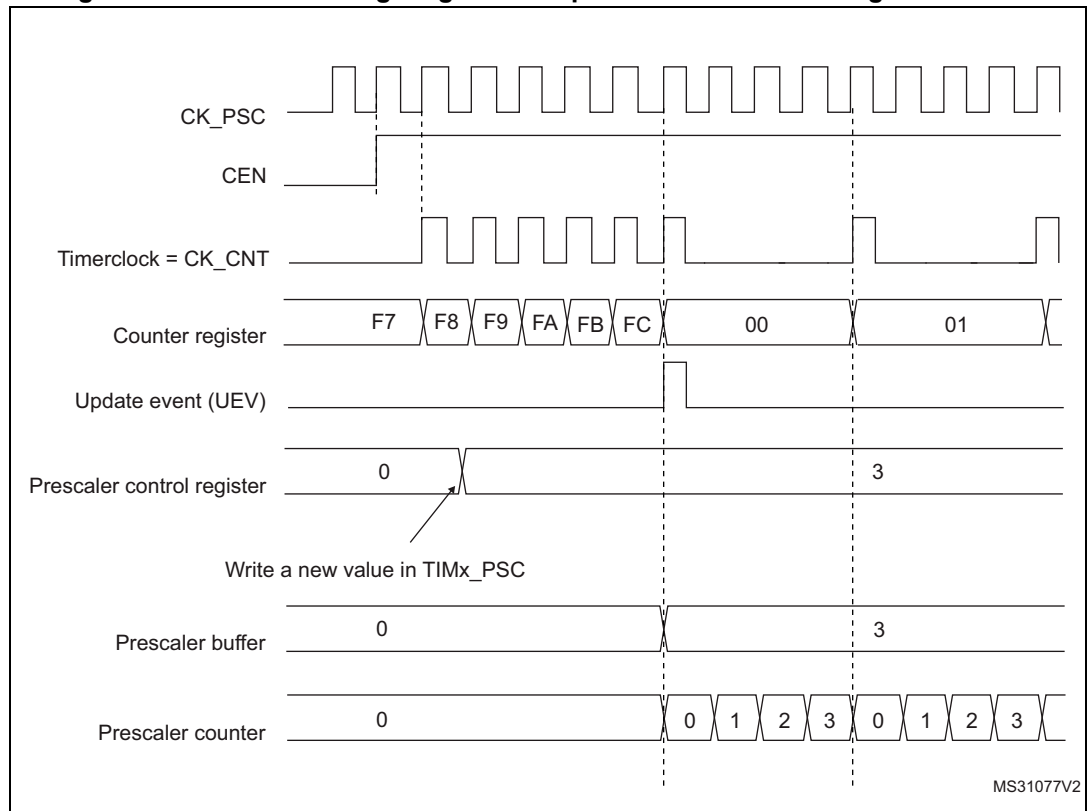 CK_PSC
CEN
Timerclock = CK_CNT
Counter register F7 F8 F9 FA FB FC 00 01
Update event (UEV)
Prescaler control register 0 3
Write a new value in TIMx_PSC
Prescaler buffer 0 3
Prescaler counter 0 0 1 2 3 0 1 2 3
MS31077V2